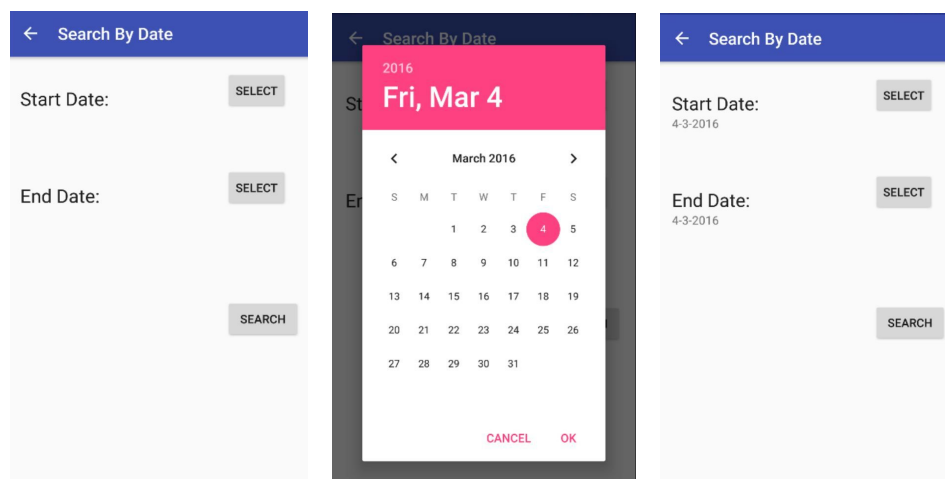 ← Search By Date
Start Date: SELECT
End Date: SELECT
SEARCH
← Search By Date
St
Er
2016
Fri, Mar 4
March 2016
S M T W T F S
1 2 3 4 5
6 7 8 9 10 11 12
13 14 15 16 17 18 19
20 21 22 23 24 25 26
27 28 29 30 31
CANCEL OK
← Search By Date
Start Date: SELECT
4-3-2016
End Date: SELECT
4-3-2016
SEARCH